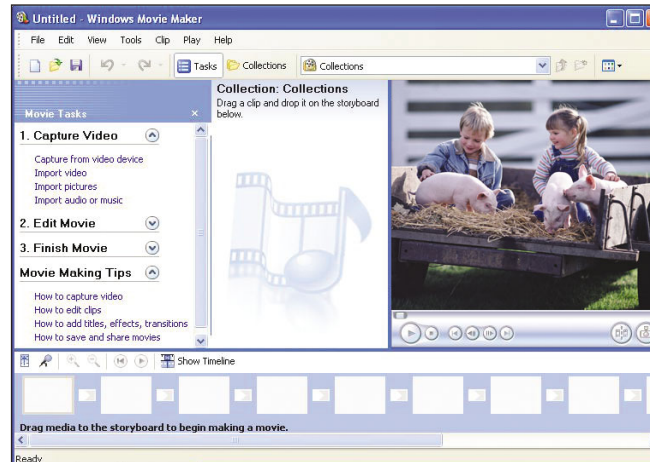 Untitled - Windows Movie Maker
File Edit View Tools Clip Play Help
Tasks Collections Collections
Movie Tasks
1. Capture Video
Capture from video device
Import video
Import pictures
Import audio or music
2. Edit Movie
3. Finish Movie
Movie Making Tips
How to capture video
How to edit clips
How to add titles, effects, transitions
How to save and share movies
Collection: Collections
Drag a clip and drop it on the storyboard
below.
Show Timeline
Drag media to the storyboard to begin making a movie.
Ready